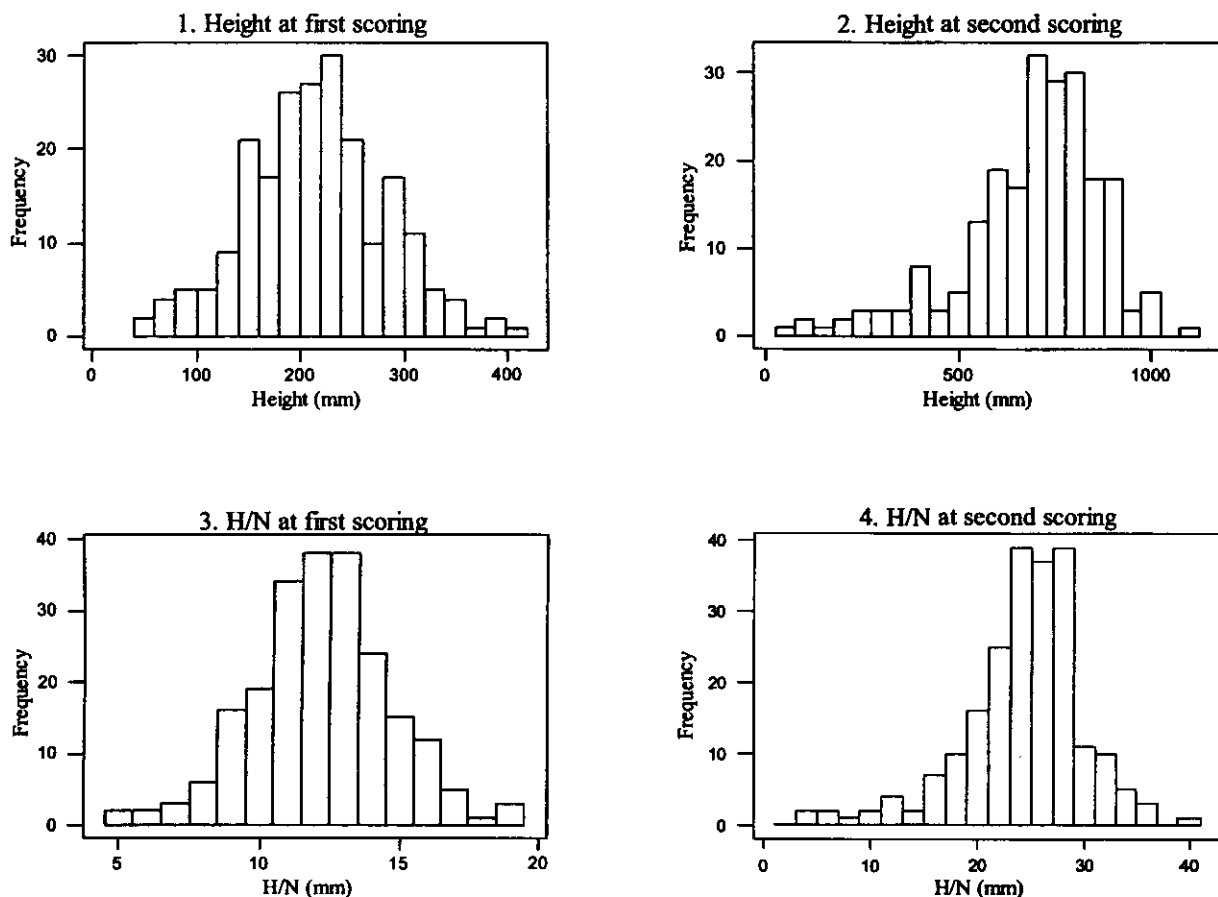 1. Height at first scoring
30
20
10
0
Frequency
0 100 200 300 400
Height (mm)
2. Height at second scoring
30
20
10
0
Frequency
0 500 1000
Height (mm)
3. H/N at first scoring
40
30
20
10
0
Frequency
5 10 15 20
H/N (mm)
4. H/N at second scoring
40
30
20
10
0
Frequency
0 10 20 30 40
H/N (mm)